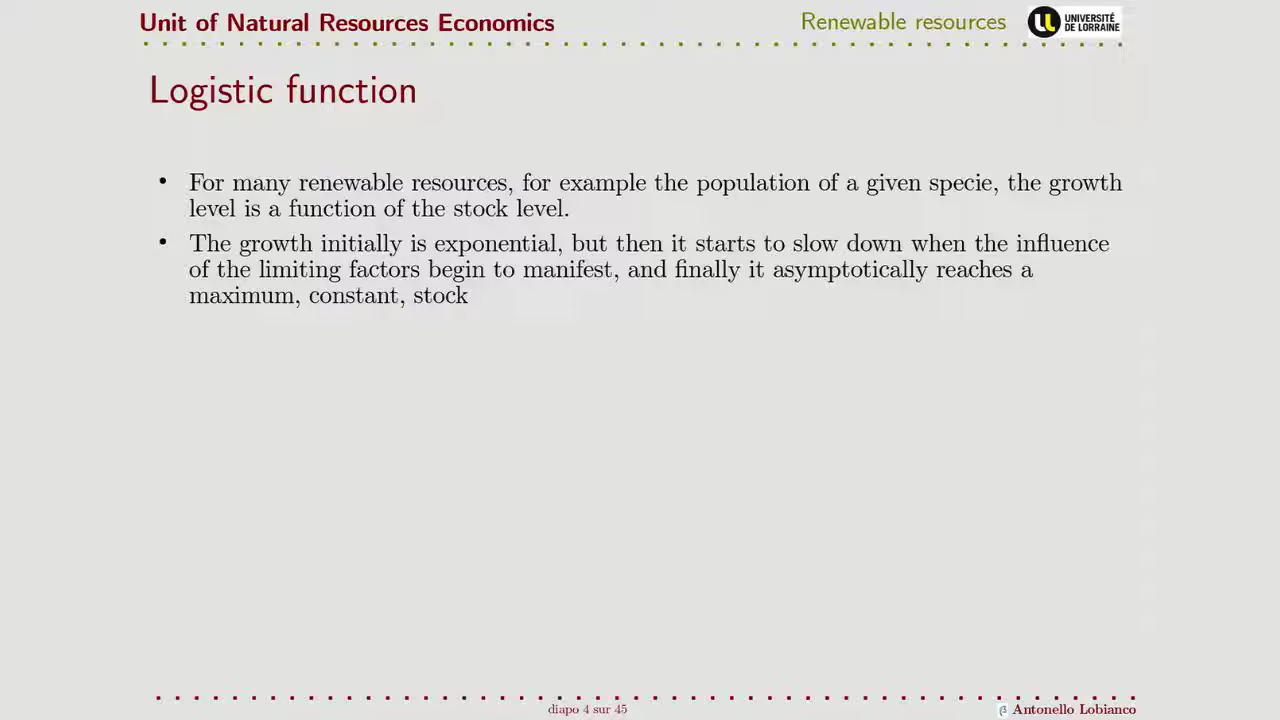 Unit of Natural Resources Economics
Renewable resources
UNIVERSITÉ
DE LORRAINE
Logistic function
• For many renewable resources, for example the population of a given specie, the growth
level is a function of the stock level.
• The growth initially is exponential, but then it starts to slow down when the influence
of the limiting factors begin to manifest, and finally it asymptotically reaches a
maximum, constant, stock
diapo 4 sur 45
β Antonello Lobianco